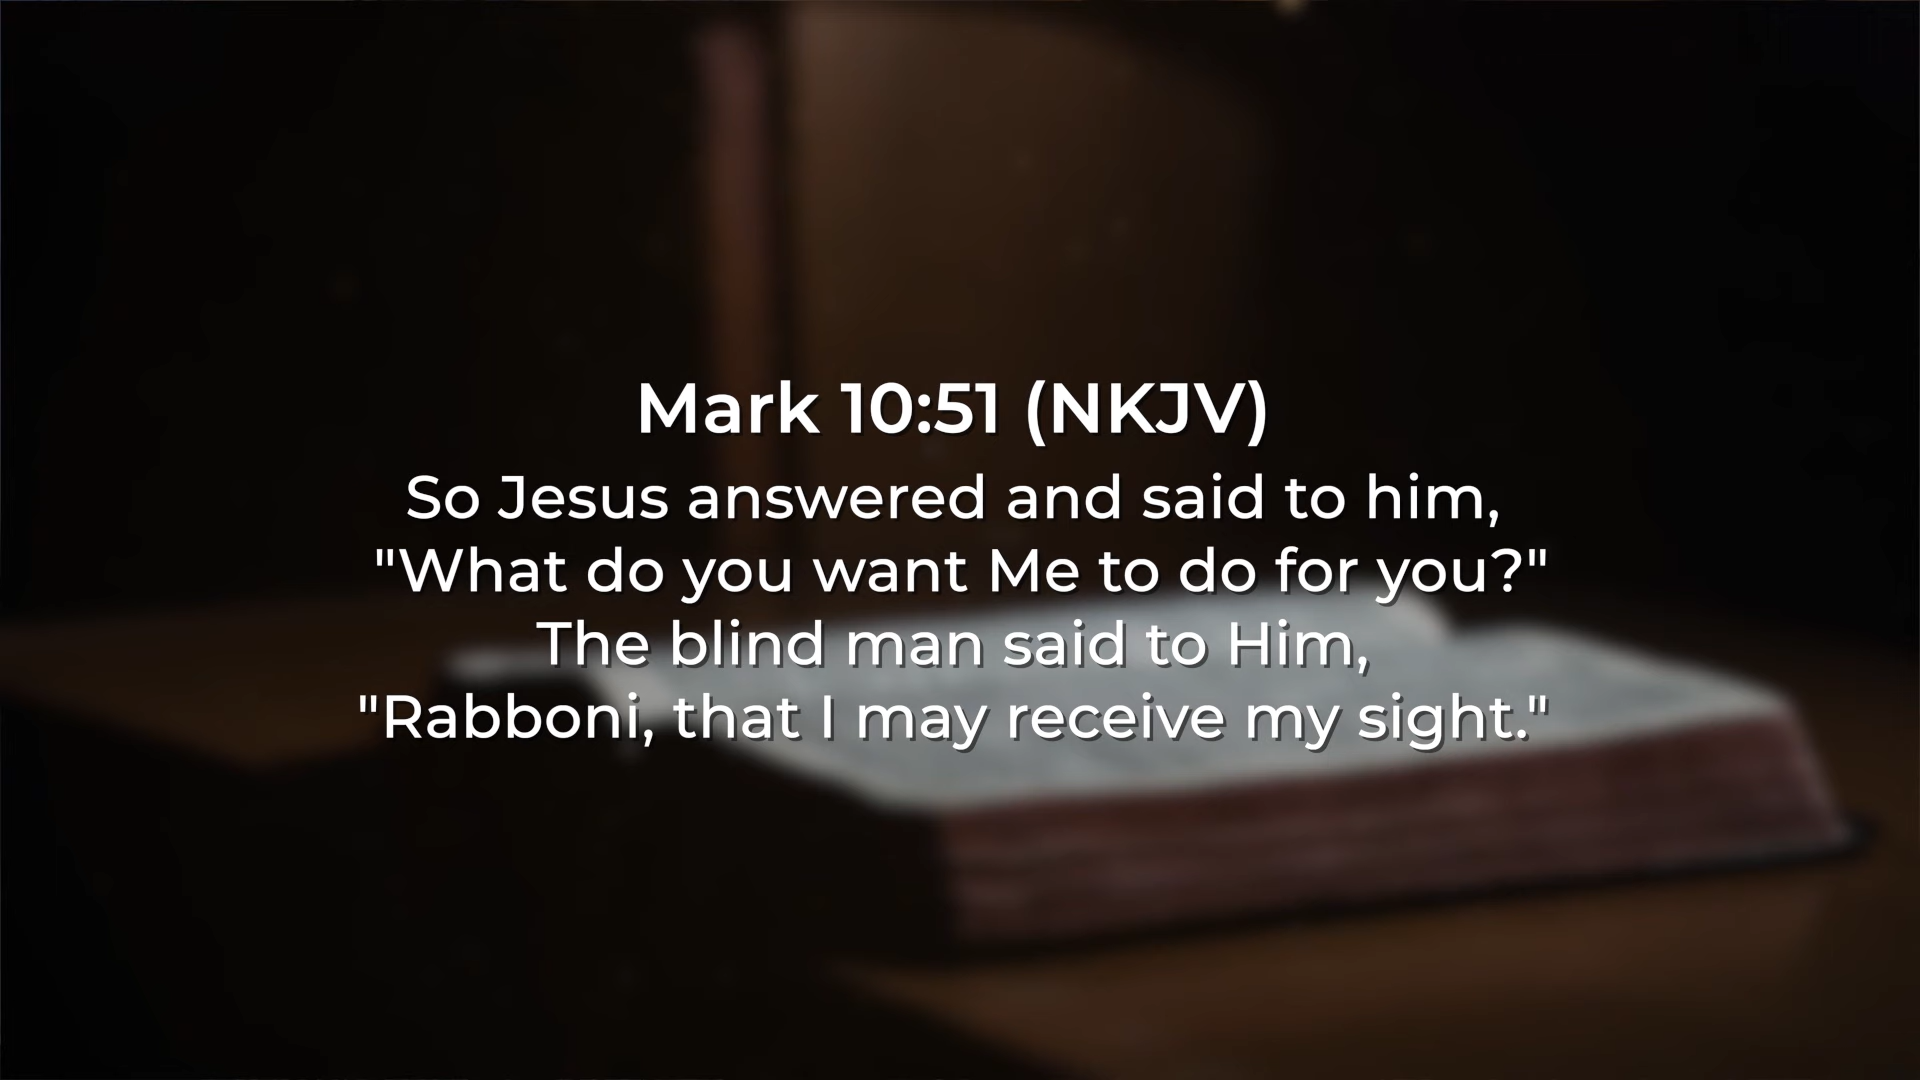 Mark 10:51 (NKJV)
So Jesus answered and said to him,
"What do you want Me to do for you?"
The blind man said to Him,
"Rabboni, that I may receive my sight."